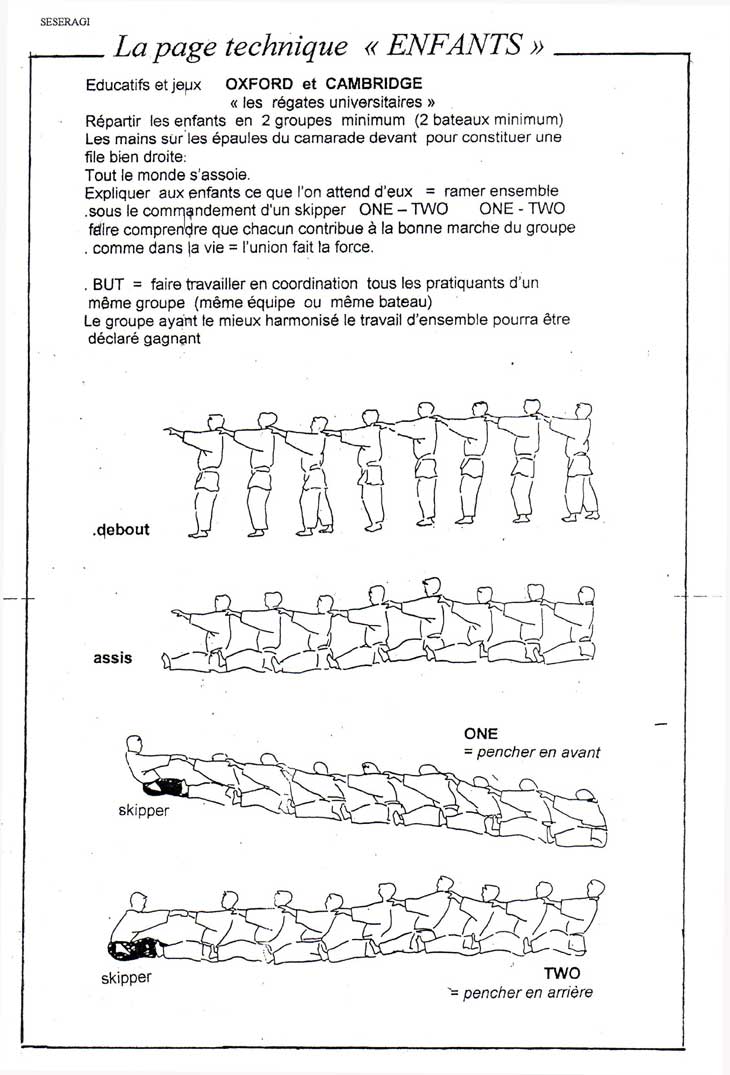 SESERAGI
La page technique « ENFANTS »
Educatifs et jeux OXFORD et CAMBRIDGE
« les régates universitaires »
Répartir les enfants en 2 groupes minimum (2 bateaux minimum)
Les mains sur les épaules du camarade devant pour constituer une
file bien droite:
Tout le monde s'assoie.
Expliquer aux enfants ce que l'on attend d'eux = ramer ensemble
.sous le commandement d'un skipper ONE – TWO ONE - TWO
faire comprendre que chacun contribue à la bonne marche du groupe
. comme dans la vie = l'union fait la force.
. BUT = faire travailler en coordination tous les pratiquants d'un
même groupe (même équipe ou même bateau)
Le groupe ayant le mieux harmonisé le travail d'ensemble pourra être
déclaré gagnant
.debout
assis
ONE
= pencher en avant
skipper
skipper
TWO
= pencher en arrière